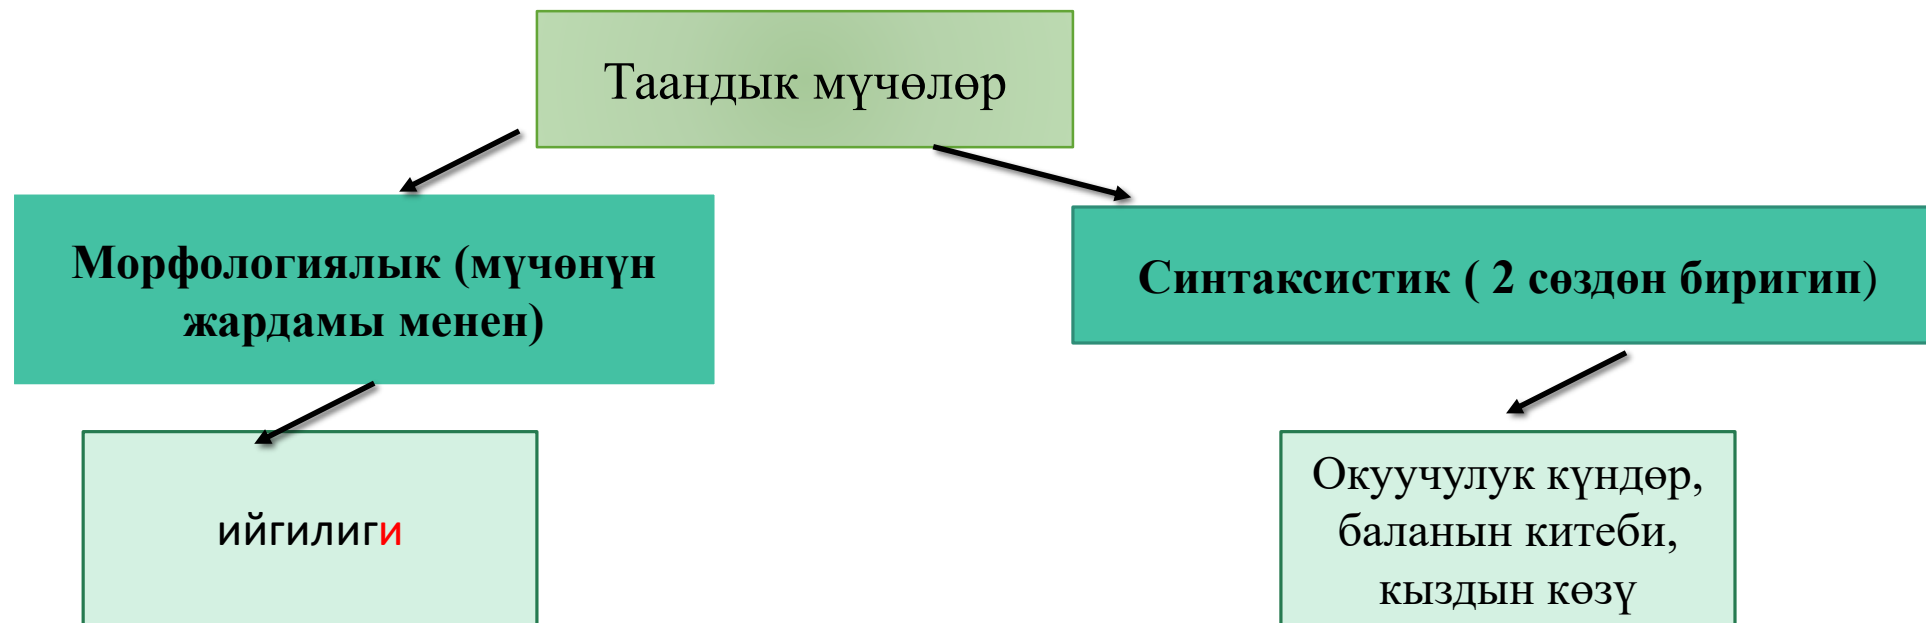 Таандык мүчөлөр
Морфологиялык (мүчөнүн
жардамы менен)
Синтаксистик ( 2 сөздөн биригип)
ийгилиги
Окуучулук күндөр,
баланын китеби,
кыздын көзү